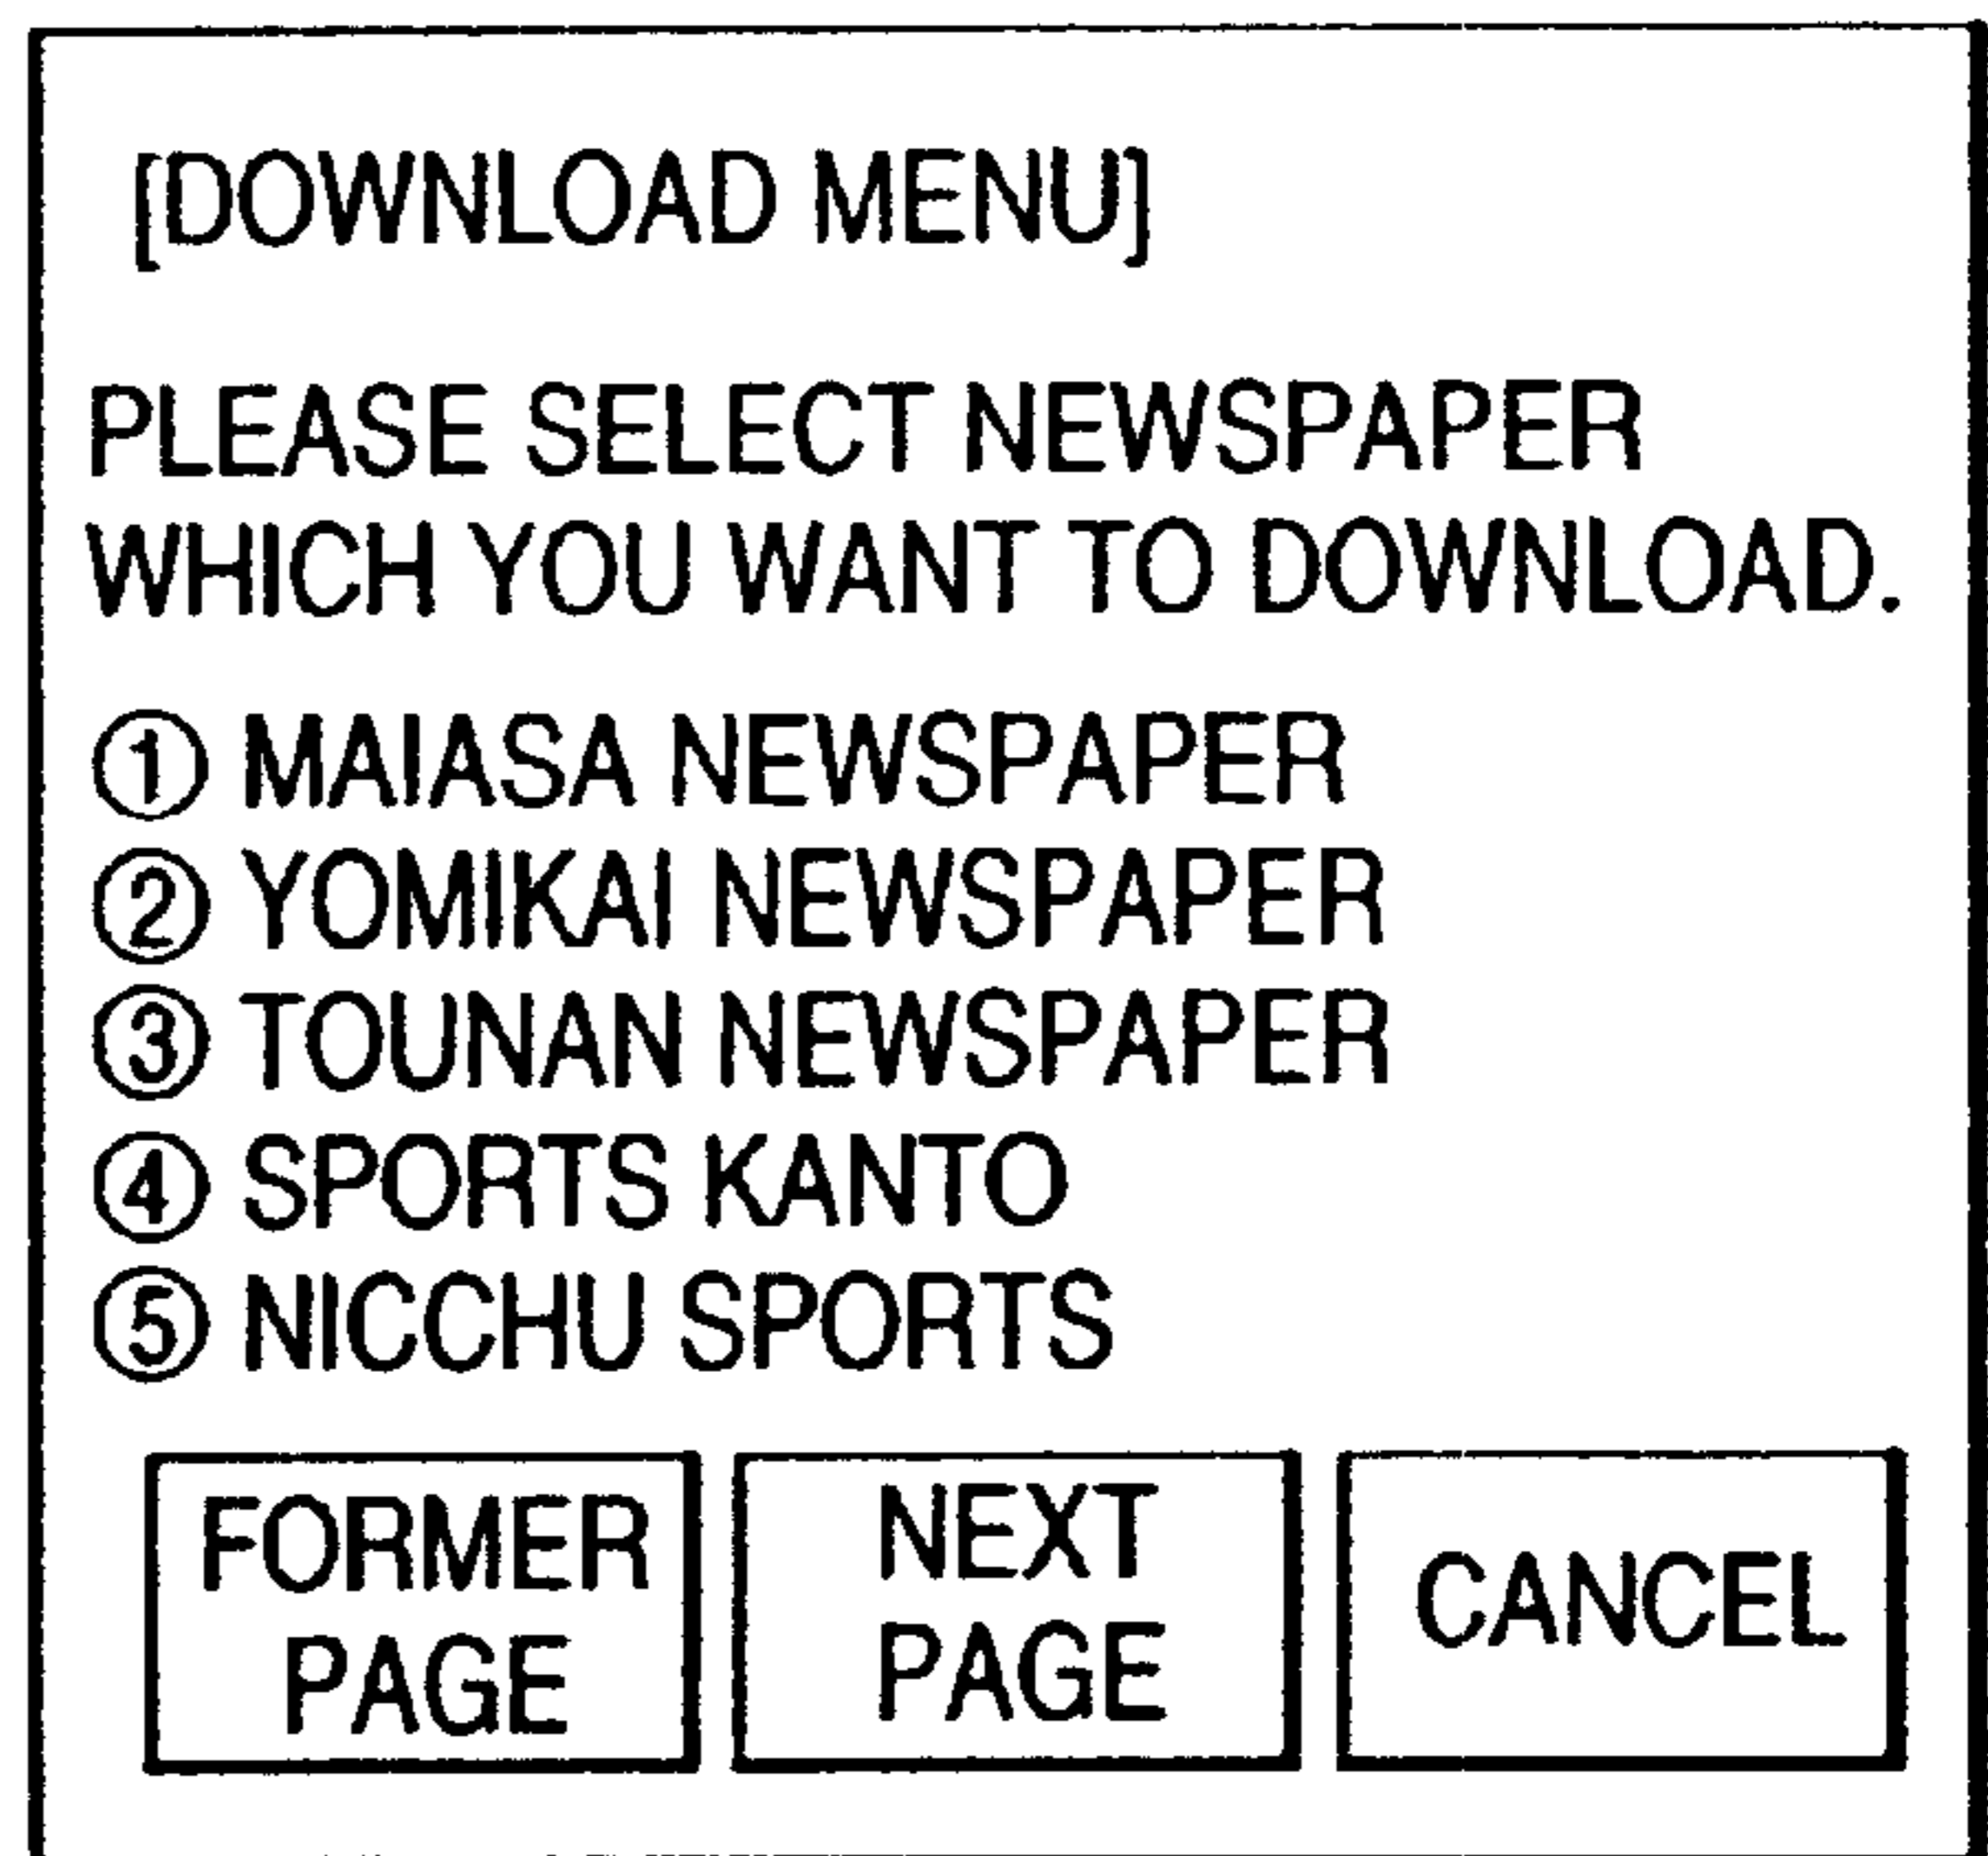 [DOWNLOAD MENU]
PLEASE SELECT NEWSPAPER
WHICH YOU WANT TO DOWNLOAD.
① MAIASA NEWSPAPER
② YOMIKAI NEWSPAPER
③ TOUNAN NEWSPAPER
④ SPORTS KANTO
⑤ NICCHU SPORTS
FORMER
PAGE
NEXT
PAGE
CANCEL